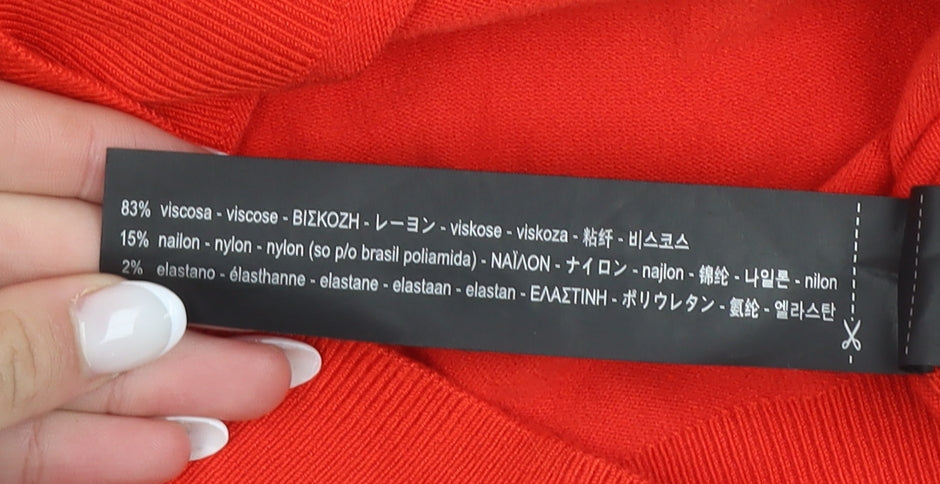 83% viscosa - viscose - ΒΙΣΚΟΖΗ - レーヨン - viskose - viskoza - 粘纤 - 비스코스
15% nailon - nylon - nylon (so p/o brasil poliamida) - ΝΑΪΛΟΝ - ナイロン - najlon - 锦纶 - 나일론 - nilon
2% elastano - élasthanne - elastane - elastaan - elastan - ΕΛΑΣΤΙΝΗ - ポリウレタン - 氨纶 - 엘라스탄